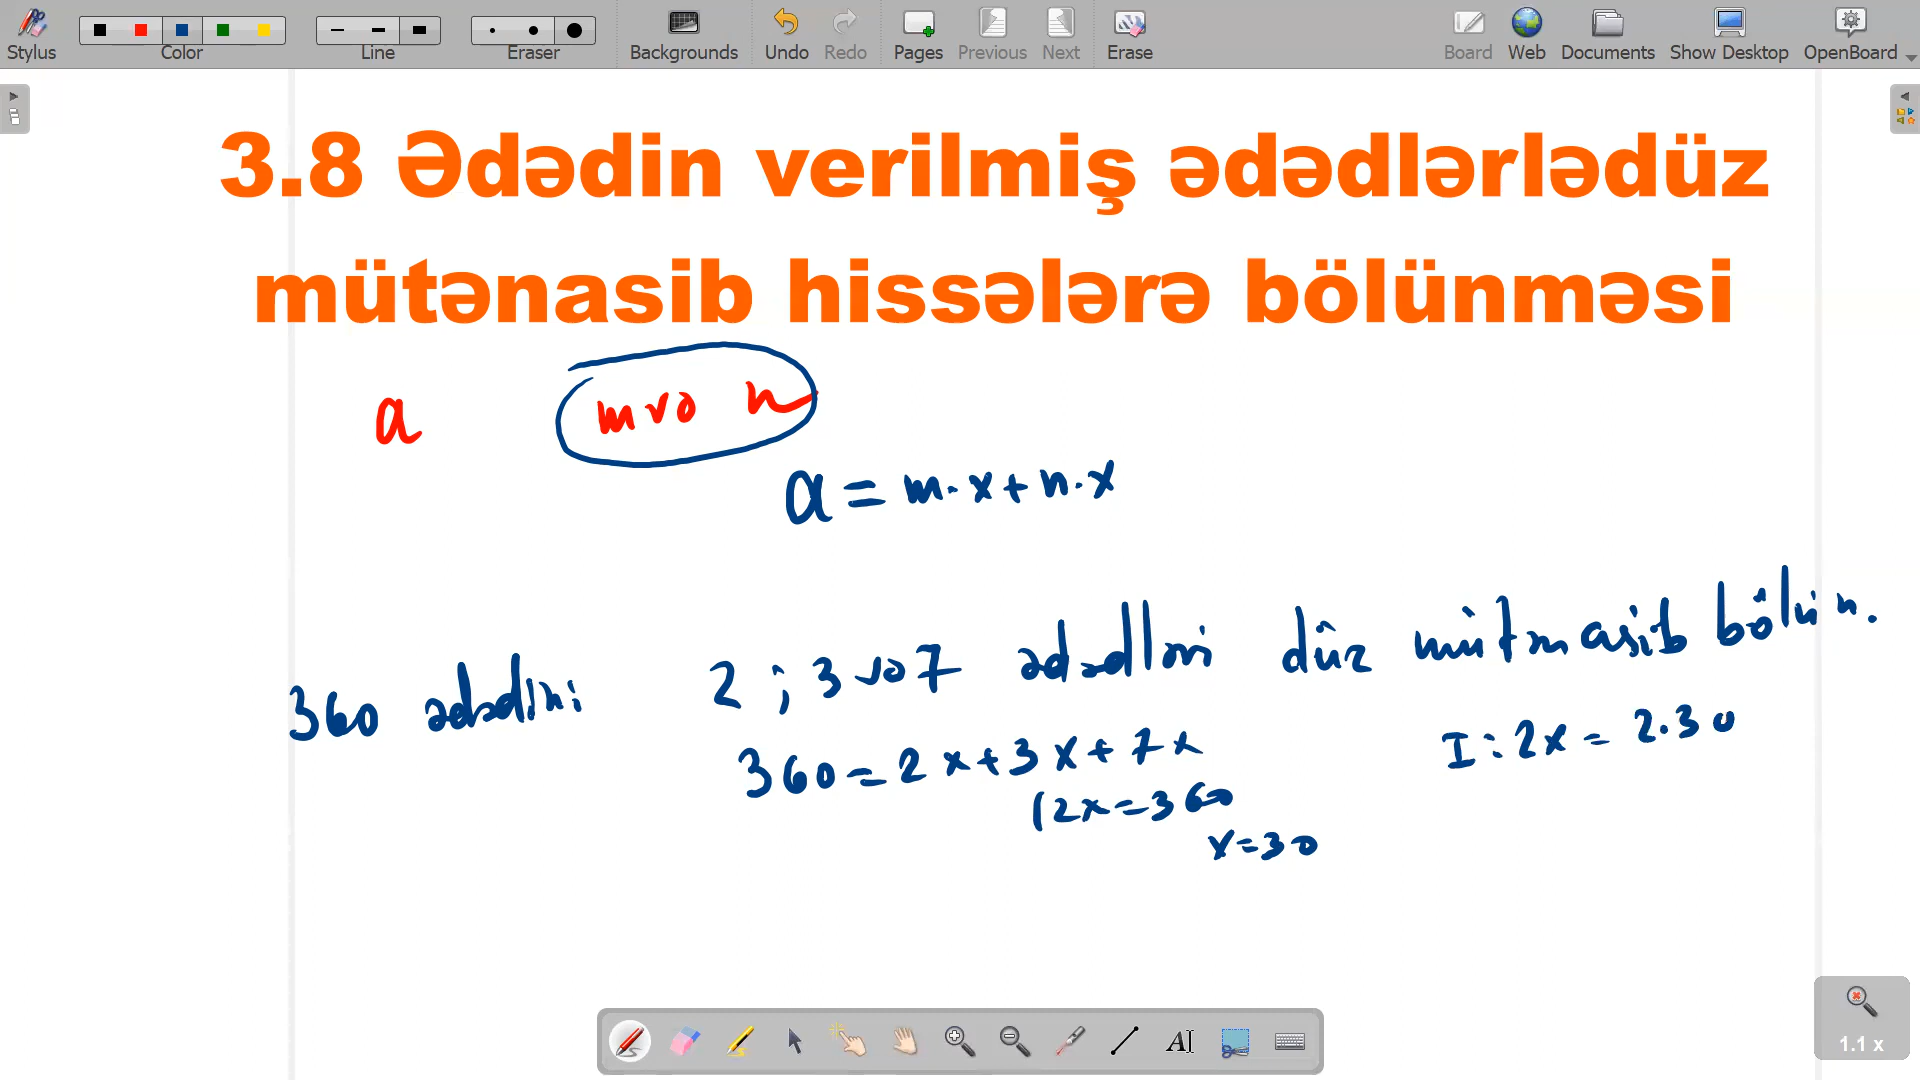 Stylus Color Line Eraser Backgrounds Undo Redo Pages Previous Next Erase Board Web Documents Show Desktop OpenBoard
3.8 Ədədin verilmiş ədədlərlədüz
mütənasib hissələrə bölünməsi
a m və n
a = m·x + n·x
360 ədədini 2 ; 3 və 7 ədədləri düz mütənasib bölün.
360 = 2x + 3x + 7x
I : 2x = 2.30
12x = 360
x = 30
1.1 x